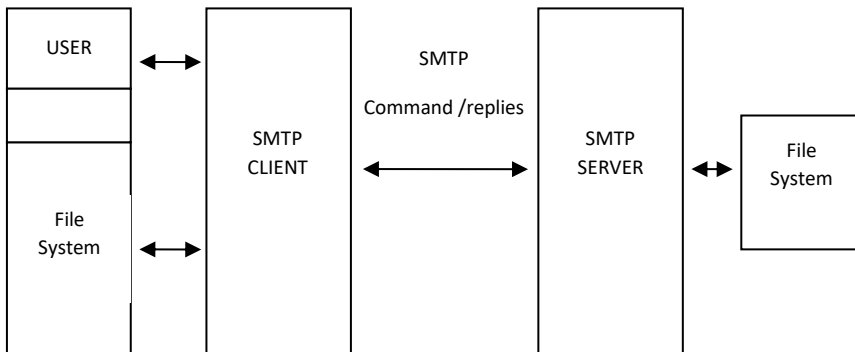 USER
SMTP
Command /replies
SMTP
CLIENT
SMTP
SERVER
File
System
File
System